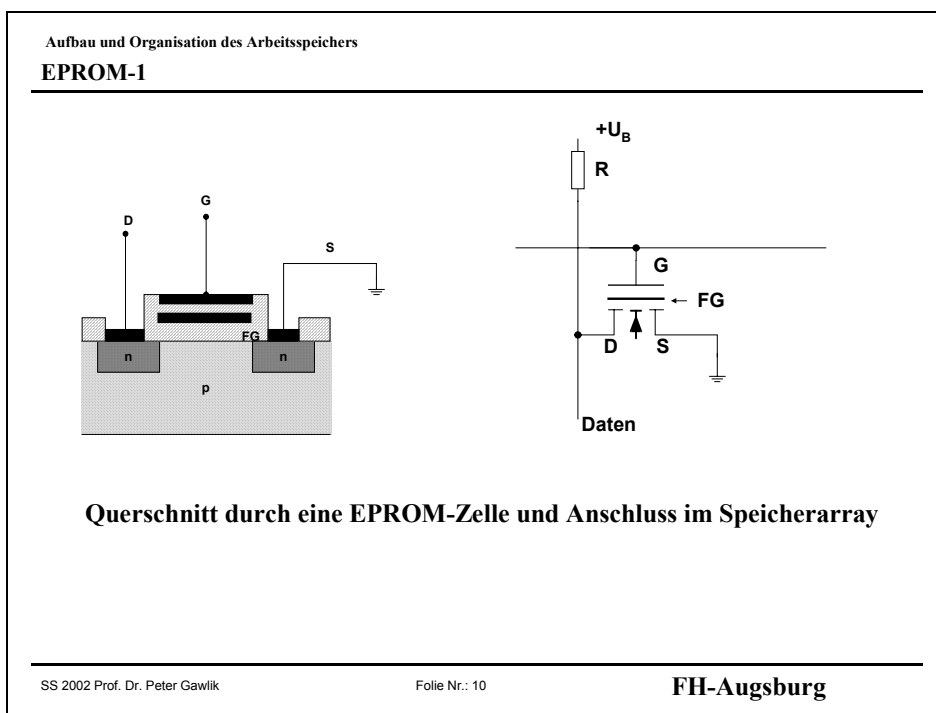 Aufbau und Organisation des Arbeitsspeichers
EPROM-1
D
G
S
FG
n
n
p
+UB
R
G
FG
D
S
Daten
Querschnitt durch eine EPROM-Zelle und Anschluss im Speicherarray
SS 2002 Prof. Dr. Peter Gawlik
Folie Nr.: 10
FH-Augsburg